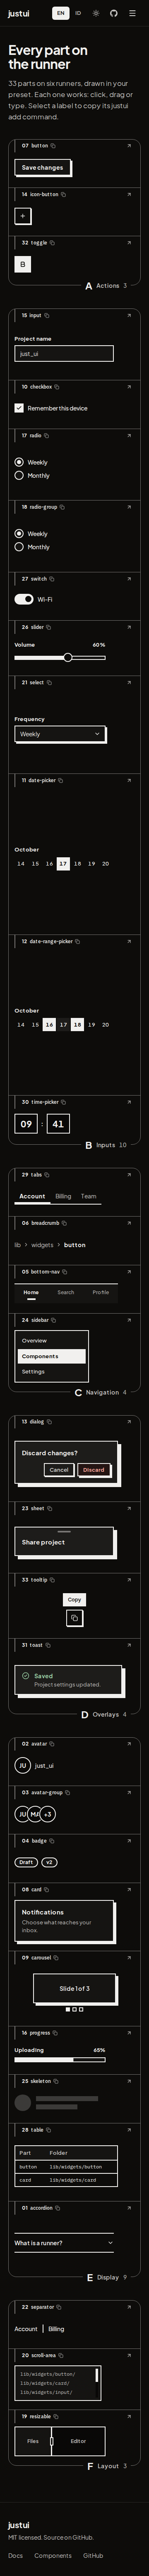 justui
EN
ID
Every part on
the runner
33 parts on six runners, drawn in your
preset. Each one works: click, drag or
type. Select a label to copy its justui
add command.
07 button
Save changes
14 icon-button
32 toggle
B
A Actions 3
15 input
Project name
just_ui
10 checkbox
Remember this device
17 radio
Weekly
Monthly
18 radio-group
Weekly
Monthly
27 switch
Wi-Fi
26 slider
Volume 60%
21 select
Frequency
Weekly
11 date-picker
October
14 15 16 17 18 19 20
12 date-range-picker
October
14 15 16 17 18 19 20
30 time-picker
09 : 41
B Inputs 10
29 tabs
Account Billing Team
06 breadcrumb
lib > widgets > button
05 bottom-nav
Home Search Profile
24 sidebar
Overview
Components
Settings
C Navigation 4
13 dialog
Discard changes?
Cancel Discard
23 sheet
Share project
33 tooltip
Copy
31 toast
Saved
Project settings updated.
D Overlays 4
02 avatar
JU just_ui
03 avatar-group
JU MA +3
04 badge
Draft v2
08 card
Notifications
Choose what reaches your
inbox.
09 carousel
Slide 1 of 3
16 progress
Uploading 65%
25 skeleton
28 table
Part Folder
button lib/widgets/button
card lib/widgets/card
01 accordion
What is a runner?
E Display 9
22 separator
Account Billing
20 scroll-area
lib/widgets/button/
lib/widgets/card/
lib/widgets/input/
19 resizable
Files Editor
F Layout 3
justui
MIT licensed. Source on GitHub.
Docs Components GitHub